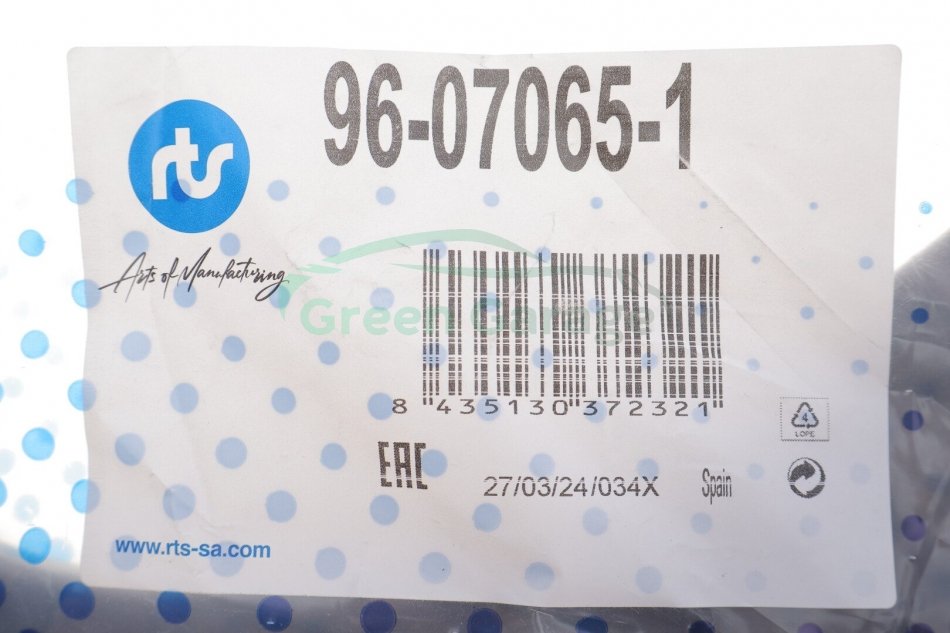 96-07065-1
rts
Arts of Manufacturing
Green Garage
8 "435130"372321"
4
LOPE
EAC
27/03/24/034X
Spain
www.rts-sa.com